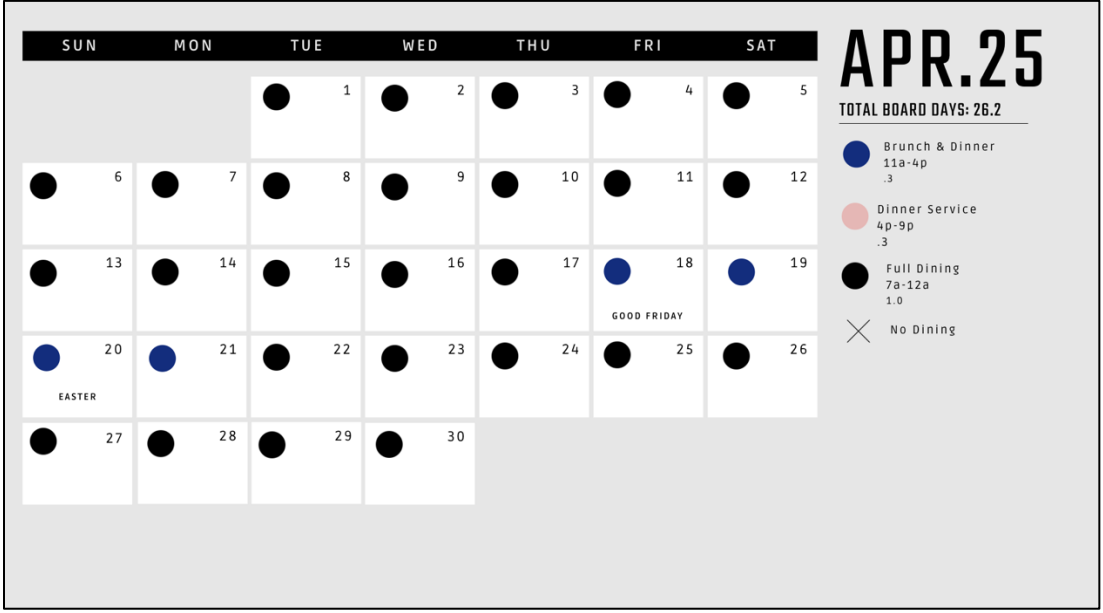 SUN MON TUE WED THU FRI SAT
1 2 3 4 5
6 7 8 9 10 11 12
13 14 15 16 17 18 19
GOOD FRIDAY
20 21 22 23 24 25 26
EASTER
27 28 29 30
APR.25
TOTAL BOARD DAYS: 26.2
Brunch & Dinner
11a-4p
.3
Dinner Service
4p-9p
.3
Full Dining
7a-12a
1.0
No Dining